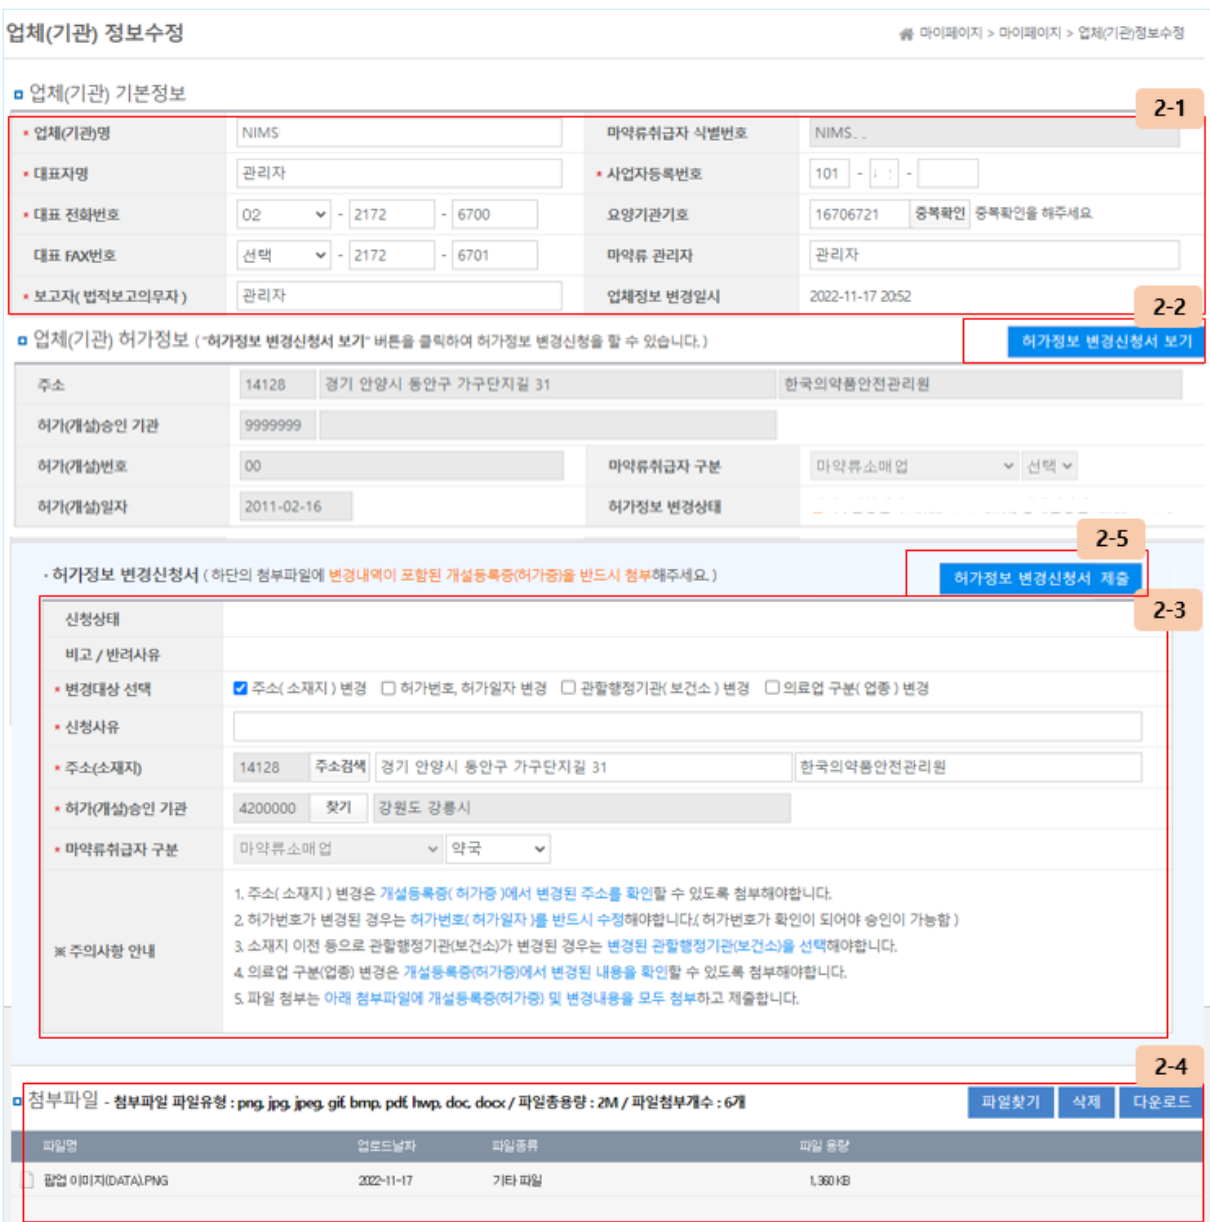 업체(기관) 정보수정
마이페이지 > 마이페이지 > 업체(기관)정보수정
업체(기관) 기본정보
2-1
* 업체(기관)명 NIMS 마약류취급자 식별번호 NIMS
* 대표자명 관리자 * 사업자등록번호 101 - -
* 대표 전화번호 02 - 2172 - 6700 요양기관기호 16706721 중복확인 중복확인을 해주세요.
대표 FAX번호 선택 - 2172 - 6701 마약류 관리자 관리자
* 보고자( 법적보고의무자 ) 관리자 업체정보 변경일시 2022-11-17 20:52
2-2
업체(기관) 허가정보 ( "허가정보 변경신청서 보기" 버튼을 클릭하여 허가정보 변경신청을 할 수 있습니다. ) 허가정보 변경신청서 보기
주소 14128 경기 안양시 동안구 가구단지길 31 한국의약품안전관리원
허가(개설)승인 기관 9999999
허가(개설)번호 00 마약류취급자 구분 마약류소매업 선택
허가(개설)일자 2011-02-16 허가정보 변경상태
2-5
· 허가정보 변경신청서 ( 하단의 첨부파일에 변경내역이 포함된 개설등록증(허가증)을 반드시 첨부해주세요. ) 허가정보 변경신청서 제출
2-3
신청상태
비고 / 반려사유
* 변경대상 선택 주소( 소재지 ) 변경 허가번호, 허가일자 변경 관할행정기관( 보건소 ) 변경 의료업 구분( 업종 ) 변경
* 신청사유
* 주소(소재지) 14128 주소검색 경기 안양시 동안구 가구단지길 31 한국의약품안전관리원
* 허가(개설)승인 기관 4200000 찾기 강원도 강릉시
* 마약류취급자 구분 마약류소매업 약국
※ 주의사항 안내
1. 주소( 소재지 ) 변경은 개설등록증( 허가증 )에서 변경된 주소를 확인할 수 있도록 첨부해야합니다.
2. 허가번호가 변경된 경우는 허가번호( 허가일자 )를 반드시 수정해야합니다.( 허가번호가 확인이 되어야 승인이 가능함 )
3. 소재지 이전 등으로 관할행정기관(보건소)가 변경된 경우는 변경된 관할행정기관(보건소)을 선택해야합니다.
4. 의료업 구분(업종) 변경은 개설등록증(허가증)에서 변경된 내용을 확인할 수 있도록 첨부해야합니다.
5. 파일 첨부는 아래 첨부파일에 개설등록증(허가증) 및 변경내용을 모두 첨부하고 제출합니다.
2-4
첨부파일 - 첨부파일 파일유형 : png, jpg, jpeg, gif, bmp, pdf, hwp, doc, docx / 파일총용량 : 2M / 파일첨부개수 : 6개 파일찾기 삭제 다운로드
파일명 업로드날짜 파일종류 파일 용량
팝업 이미지(DATA).PNG 2022-11-17 기타 파일 1,360 KB